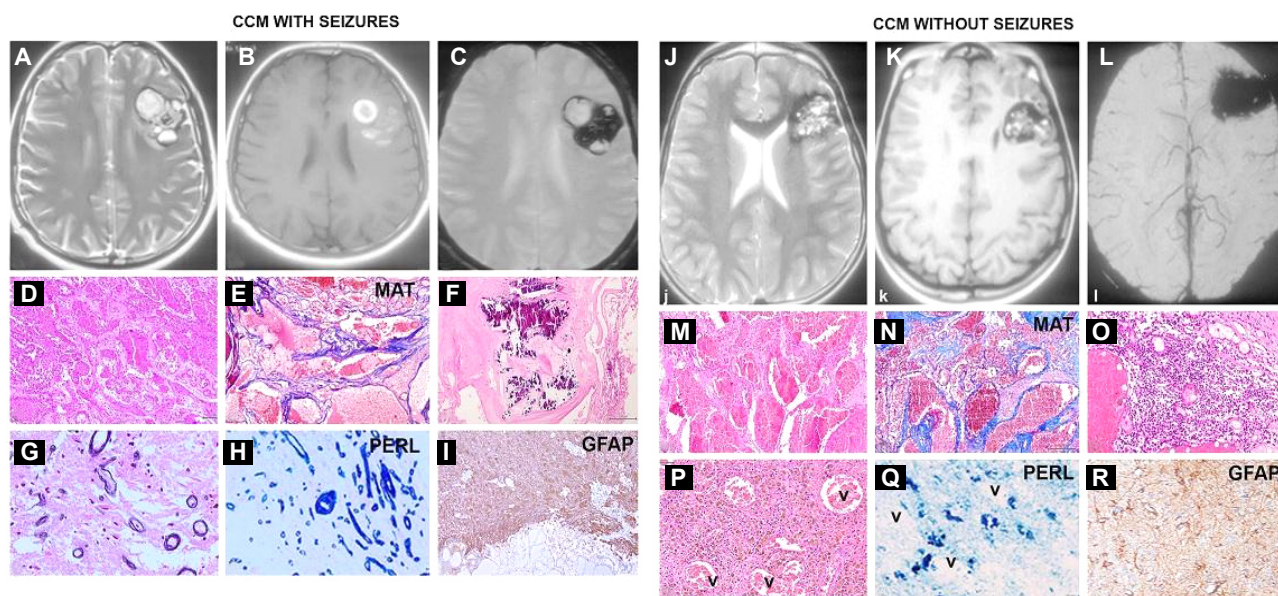 CCM WITH SEIZURES
CCM WITHOUT SEIZURES
A
B
C
D
E MAT
F
G
H PERL
I GFAP
J
K
L
j
k
l
M
N MAT
O
P
V
V
V
Q PERL
V
V
V
R GFAP